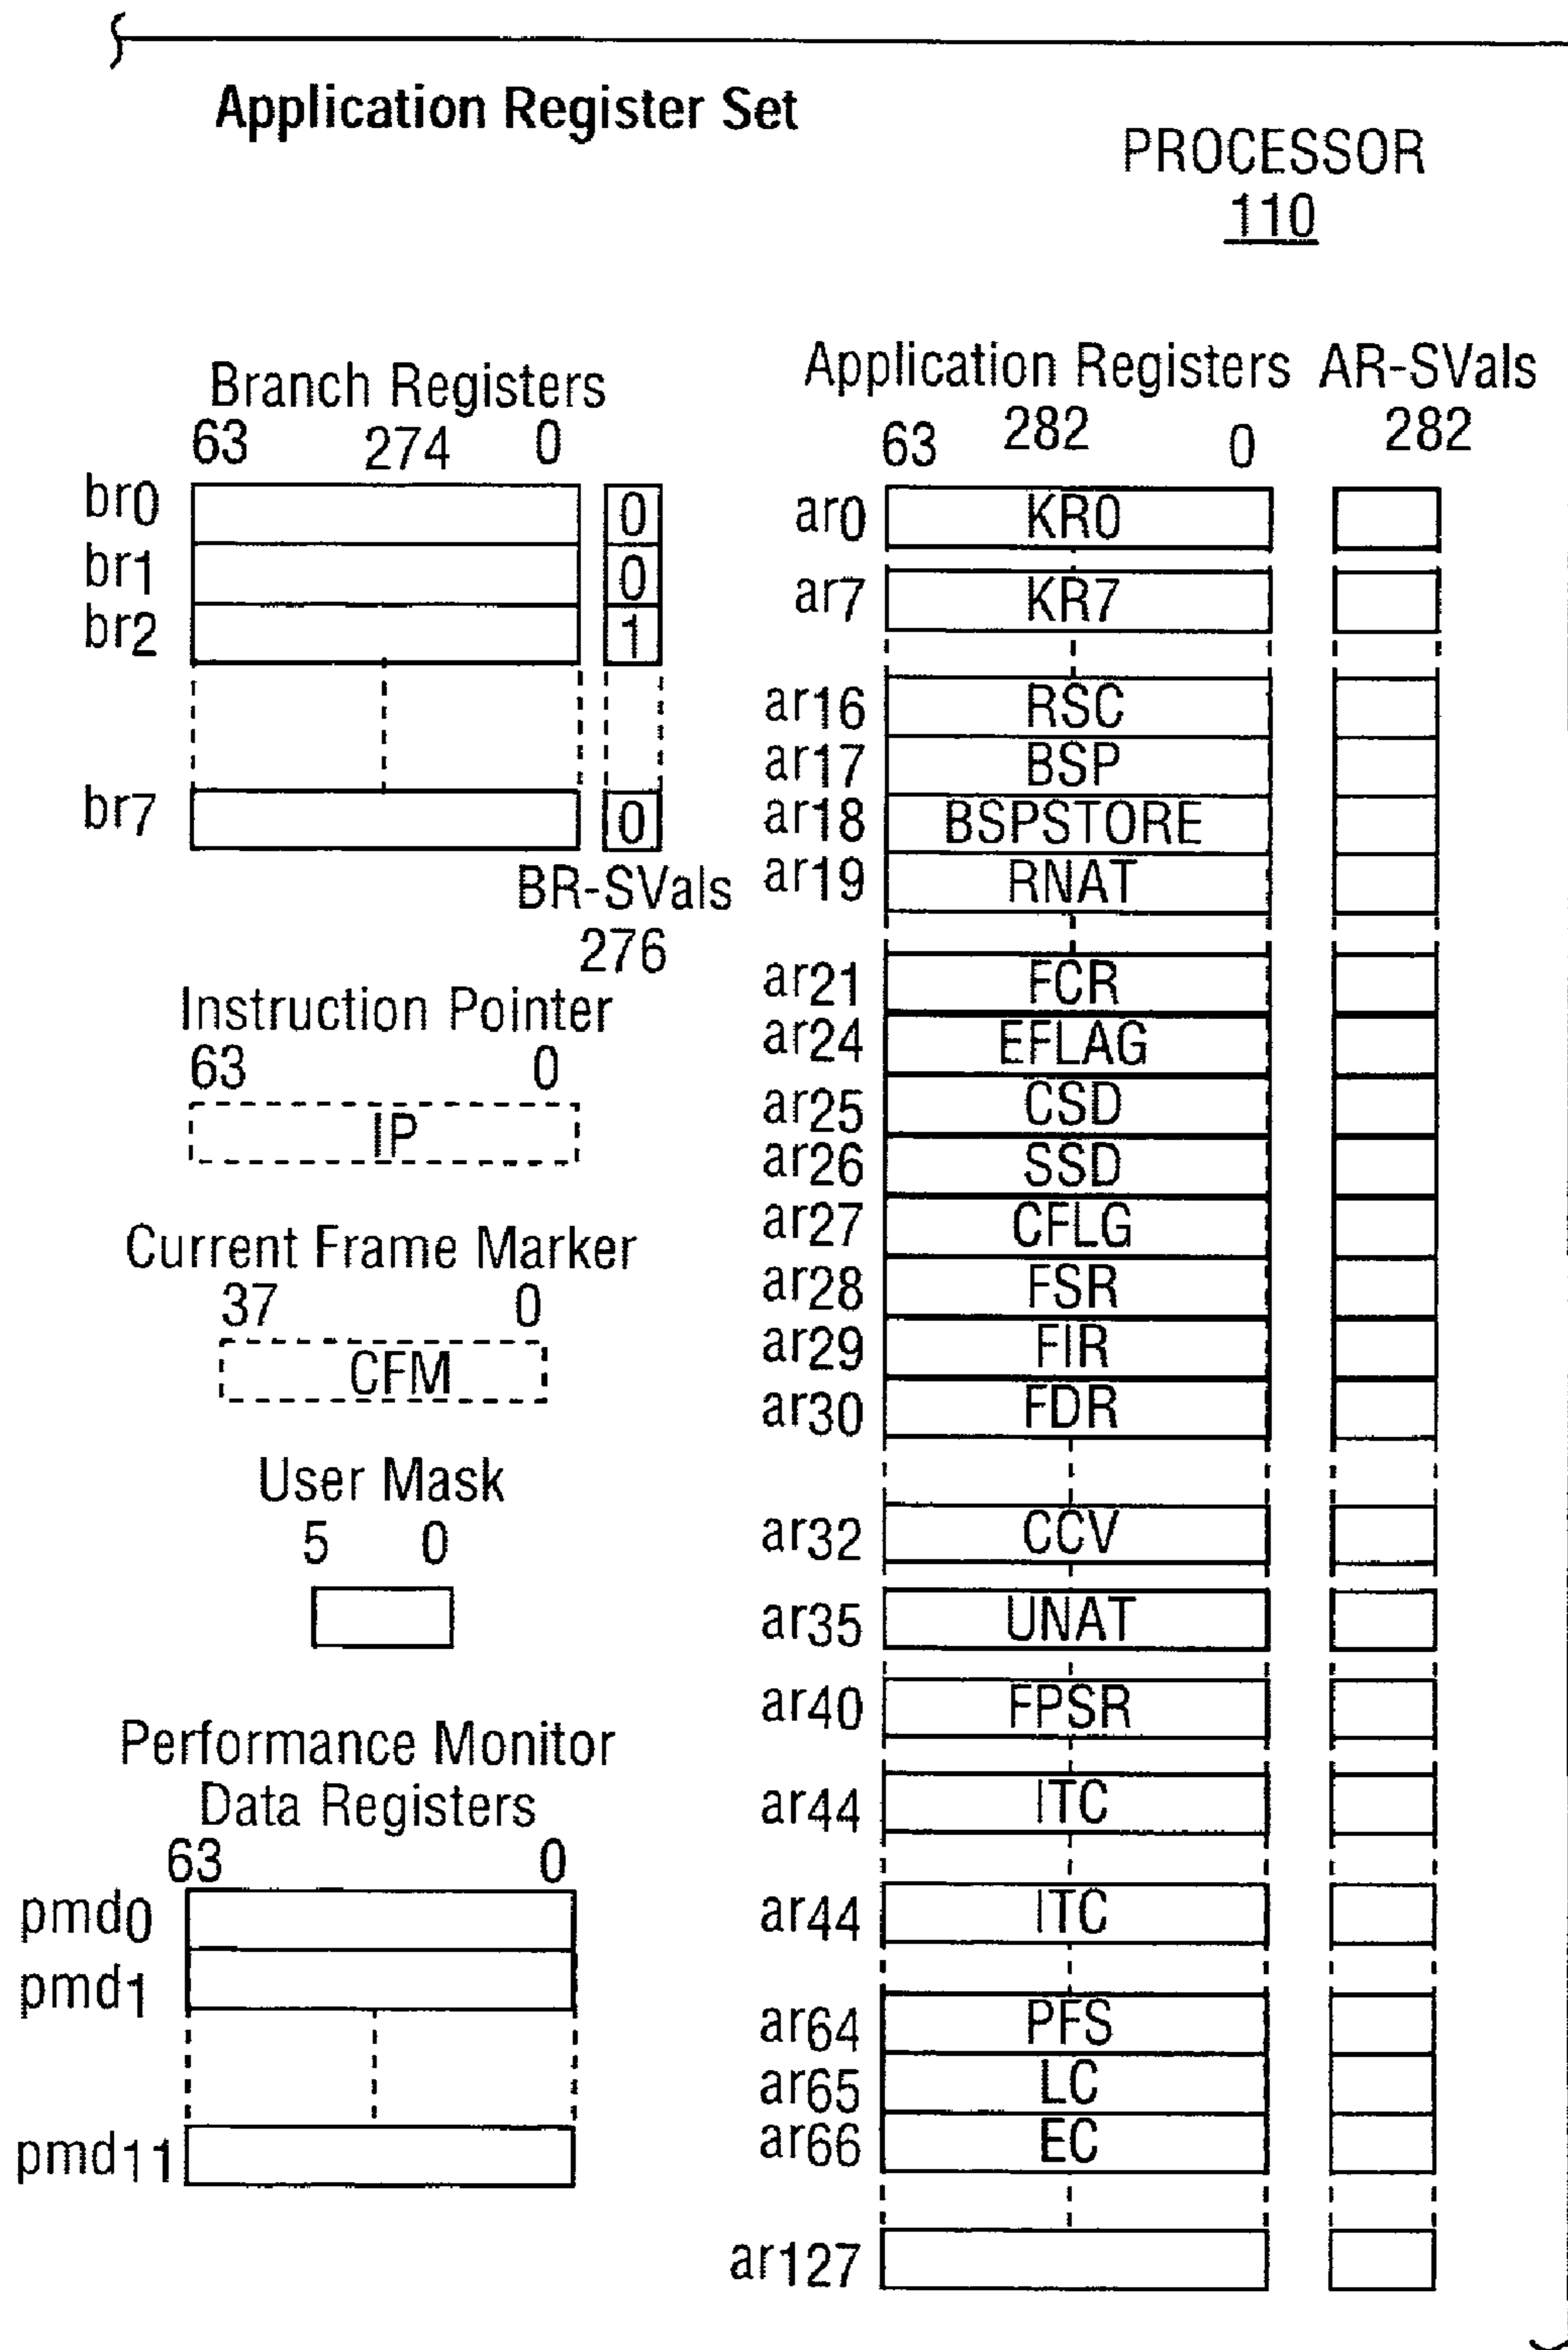 Application Register Set
PROCESSOR
110
Branch Registers
63 274 0
br0 0
br1 0
br2 1
br7 0
BR-SVals
276
Instruction Pointer
63 0
IP
Current Frame Marker
37 0
CFM
User Mask
5 0
Performance Monitor
Data Registers
63 0
pmd0
pmd1
pmd11
Application Registers AR-SVals
63 282 0 282
ar0 KR0
ar7 KR7
ar16 RSC
ar17 BSP
ar18 BSPSTORE
ar19 RNAT
ar21 FCR
ar24 EFLAG
ar25 CSD
ar26 SSD
ar27 CFLG
ar28 FSR
ar29 FIR
ar30 FDR
ar32 CCV
ar35 UNAT
ar40 FPSR
ar44 ITC
ar44 ITC
ar64 PFS
ar65 LC
ar66 EC
ar127